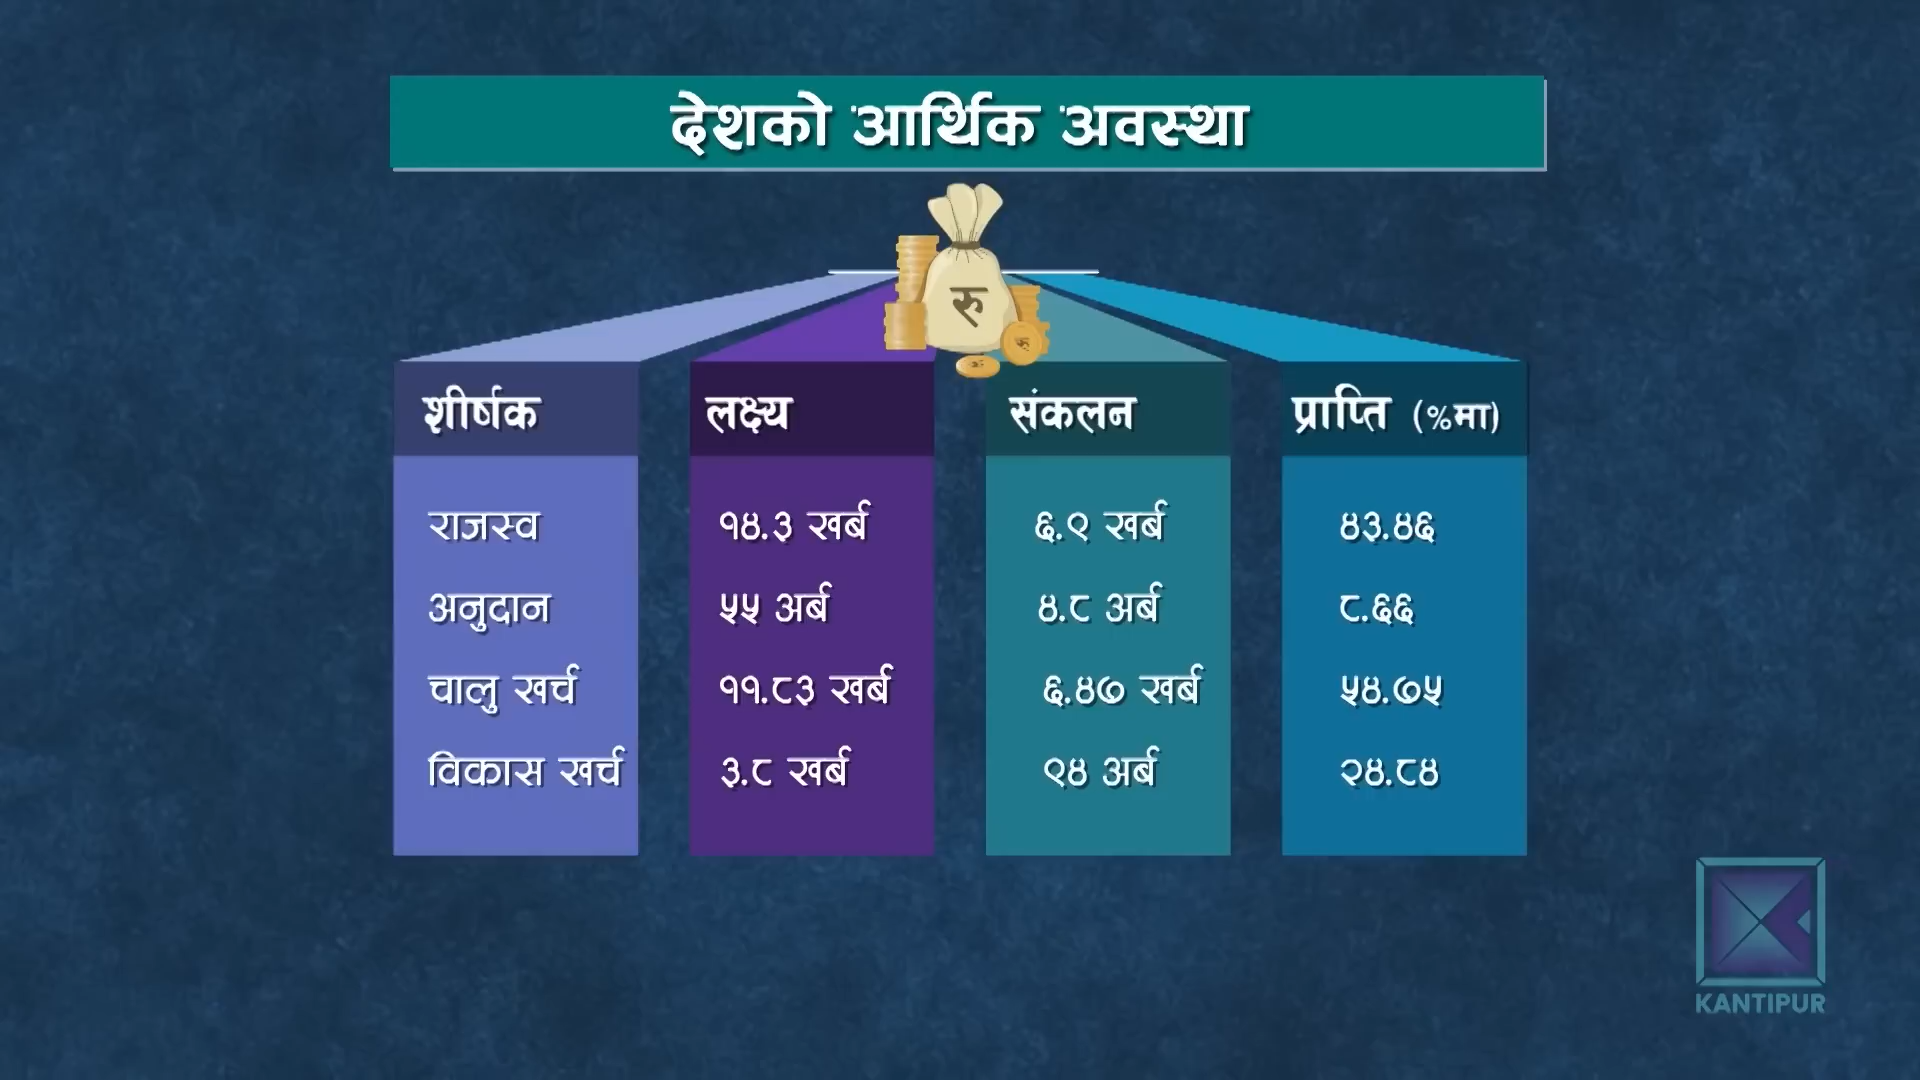 देशको आर्थिक अवस्था
रु
शीर्षक लक्ष्य संकलन प्राप्ति (%मा)
राजस्व १४.३ खर्ब ६.९ खर्ब ४३.४६
अनुदान ५५ अर्ब ४.८ अर्ब ८.६६
चालु खर्च ११.८३ खर्ब ६.४७ खर्ब ५४.७५
विकास खर्च ३.८ खर्ब ९४ अर्ब २४.८४
KANTIPUR